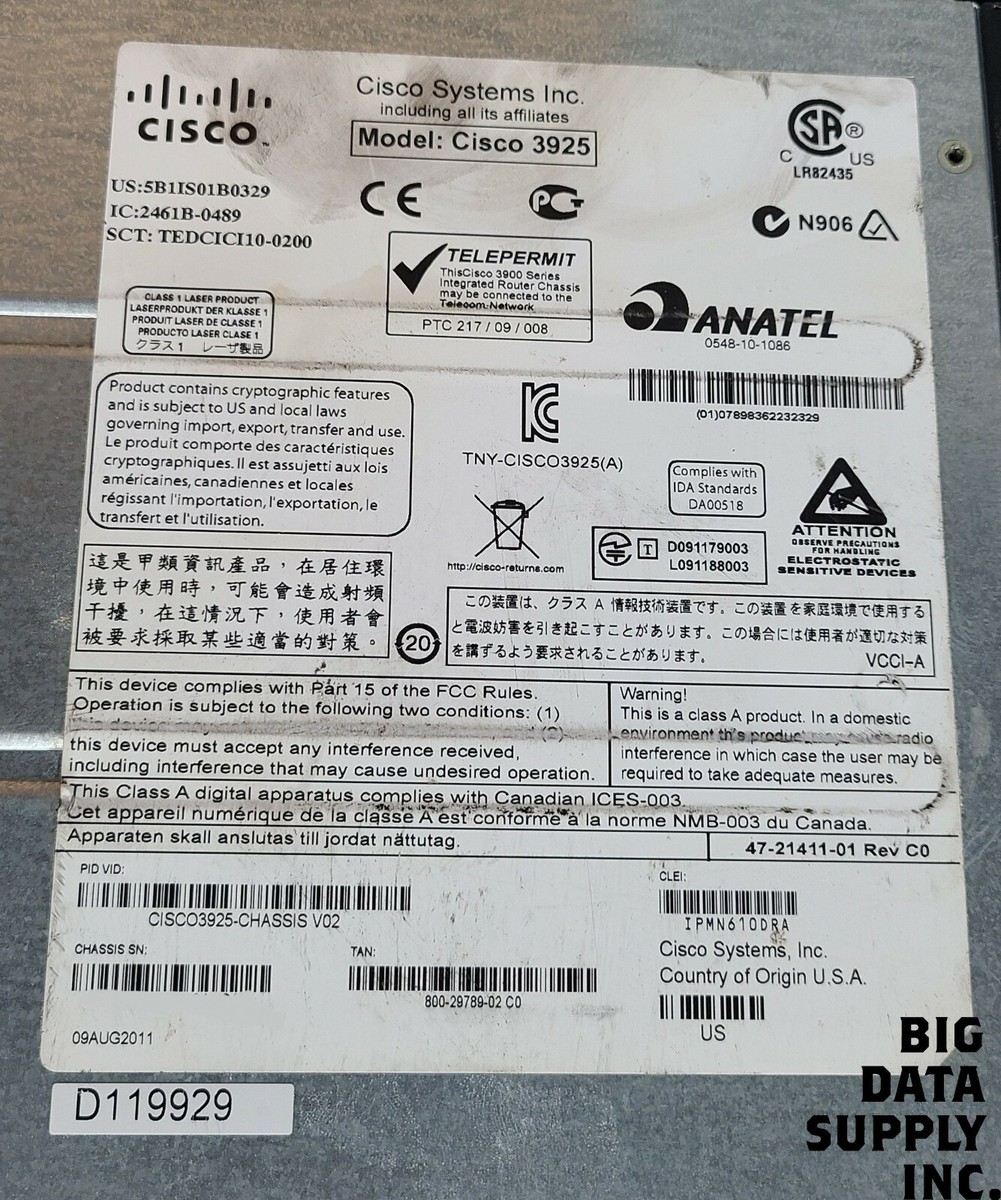 CISCO
Cisco Systems Inc.
including all its affiliates
Model: Cisco 3925
SA ®
C US
LR82435
US:5B1IS01B0329
IC:2461B-0489
SCT: TEDCICI10-0200
CE
N906
TELEPERMIT
ThisCisco 3900 Series
Integrated Router Chassis
may be connected to the
Telecom Network
PTC 217 / 09 / 008
ANATEL
0548-10-1086
CLASS 1 LASER PRODUCT
LASERPRODUKT DER KLASSE 1
PRODUIT LASER DE CLASSE 1
PRODUCTO LASER CLASE 1
クラス1 レーザ製品
(01)07898362232329
Product contains cryptographic features
and is subject to US and local laws
governing import, export, transfer and use.
Le produit comporte des caractéristiques
cryptographiques. Il est assujetti aux lois
américaines, canadiennes et locales
régissant l'importation, l'exportation, le
transfert et l'utilisation.
TNY-CISCO3925(A)
Complies with
IDA Standards
DA00518
ATTENTION
OBSERVE PRECAUTIONS
FOR HANDLING
ELECTROSTATIC
SENSITIVE DEVICES
http://cisco-returns.com
T D091179003
L091188003
這是甲類資訊產品，在居住環
境中使用時，可能會造成射頻
干擾，在這情況下，使用者會
被要求採取某些適當的對策。
20
この装置は、クラス A 情報技術装置です。この装置を家庭環境で使用する
と電波妨害を引き起こすことがあります。この場合には使用者が適切な対策
を講ずるよう要求されることがあります。
VCCI-A
This device complies with Part 15 of the FCC Rules.
Operation is subject to the following two conditions: (1)
this device may (2)
this device must accept any interference received,
including interference that may cause undesired operation.
Warning!
This is a class A product. In a domestic
environment this product radio
interference in which case the user may be
required to take adequate measures.
This Class A digital apparatus complies with Canadian ICES-003.
Cet appareil numérique de la classe A est conforme à la norme NMB-003 du Canada.
Apparaten skall anslutas till jordat nättutag.
47-21411-01 Rev C0
PID VID:
CISCO3925-CHASSIS V02
CLEI:
IPMN610DRA
CHASSIS SN:
TAN:
800-29789-02 C0
Cisco Systems, Inc.
Country of Origin U.S.A.
US
09AUG2011
D119929
BIG
DATA
SUPPLY
INC.